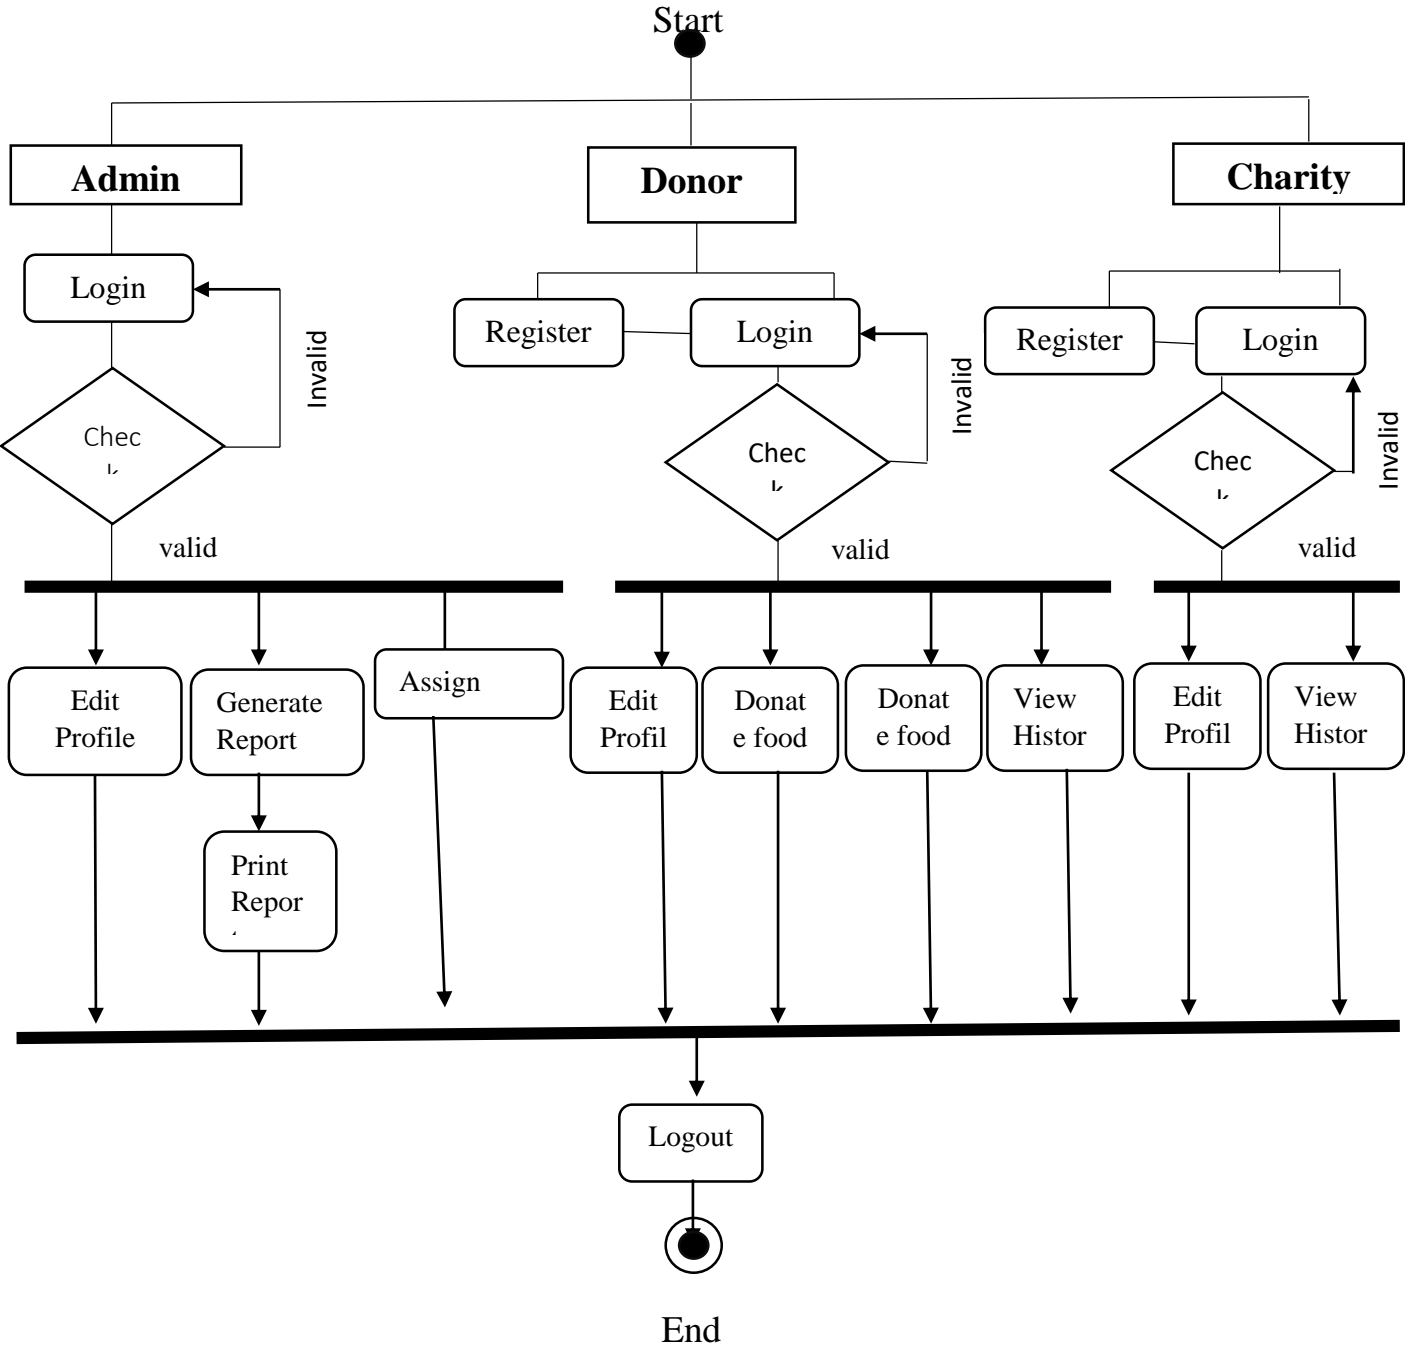 Start
Admin
Donor
Charity
Login
Invalid
Register
Login
Invalid
Register
Login
Invalid
Chec
k
Chec
k
Chec
k
valid
valid
valid
Edit
Profile
Generate
Report
Assign
Edit
Profil
Donat
e food
Donat
e food
View
Histor
Edit
Profil
View
Histor
Print
Repor
Logout
End